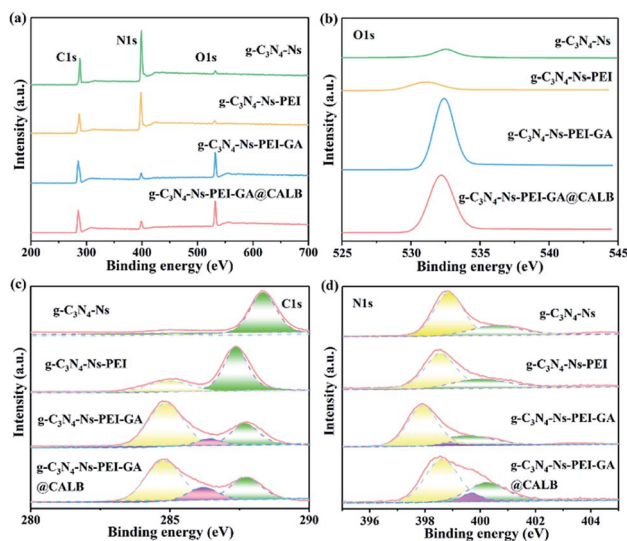 (a)
C1s
N1s
O1s
g-C₃N₄-Ns
g-C₃N₄-Ns-PEI
g-C₃N₄-Ns-PEI-GA
g-C₃N₄-Ns-PEI-GA@CALB
Intensity (a.u.)
200 300 400 500 600 700
Binding energy (eV)
(b)
O1s
g-C₃N₄-Ns
g-C₃N₄-Ns-PEI
g-C₃N₄-Ns-PEI-GA
g-C₃N₄-Ns-PEI-GA@CALB
Intensity (a.u.)
525 530 535 540 545
Binding energy (eV)
(c)
C1s
g-C₃N₄-Ns
g-C₃N₄-Ns-PEI
g-C₃N₄-Ns-PEI-GA
g-C₃N₄-Ns-PEI-GA
@CALB
Intensity (a.u.)
280 285 290
Binding energy (eV)
(d)
N1s
g-C₃N₄-Ns
g-C₃N₄-Ns-PEI
g-C₃N₄-Ns-PEI-GA
g-C₃N₄-Ns-PEI-GA
@CALB
Intensity (a.u.)
396 398 400 402 404
Binding energy (eV)